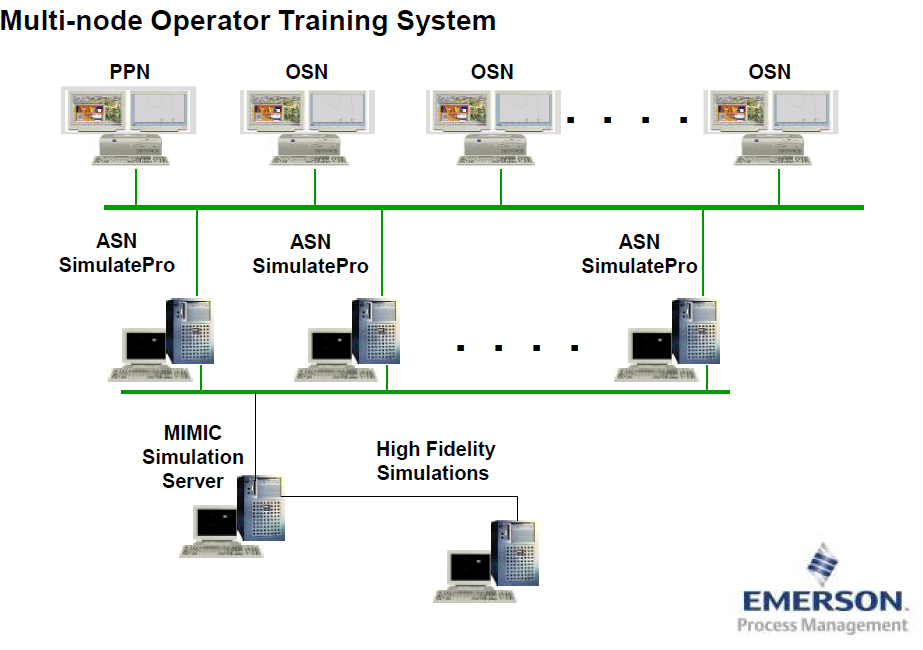 Multi-node Operator Training System
PPN
OSN
OSN
OSN
ASN
SimulatePro
ASN
SimulatePro
ASN
SimulatePro
MIMIC
Simulation
Server
High Fidelity
Simulations
EMERSON.
Process Management